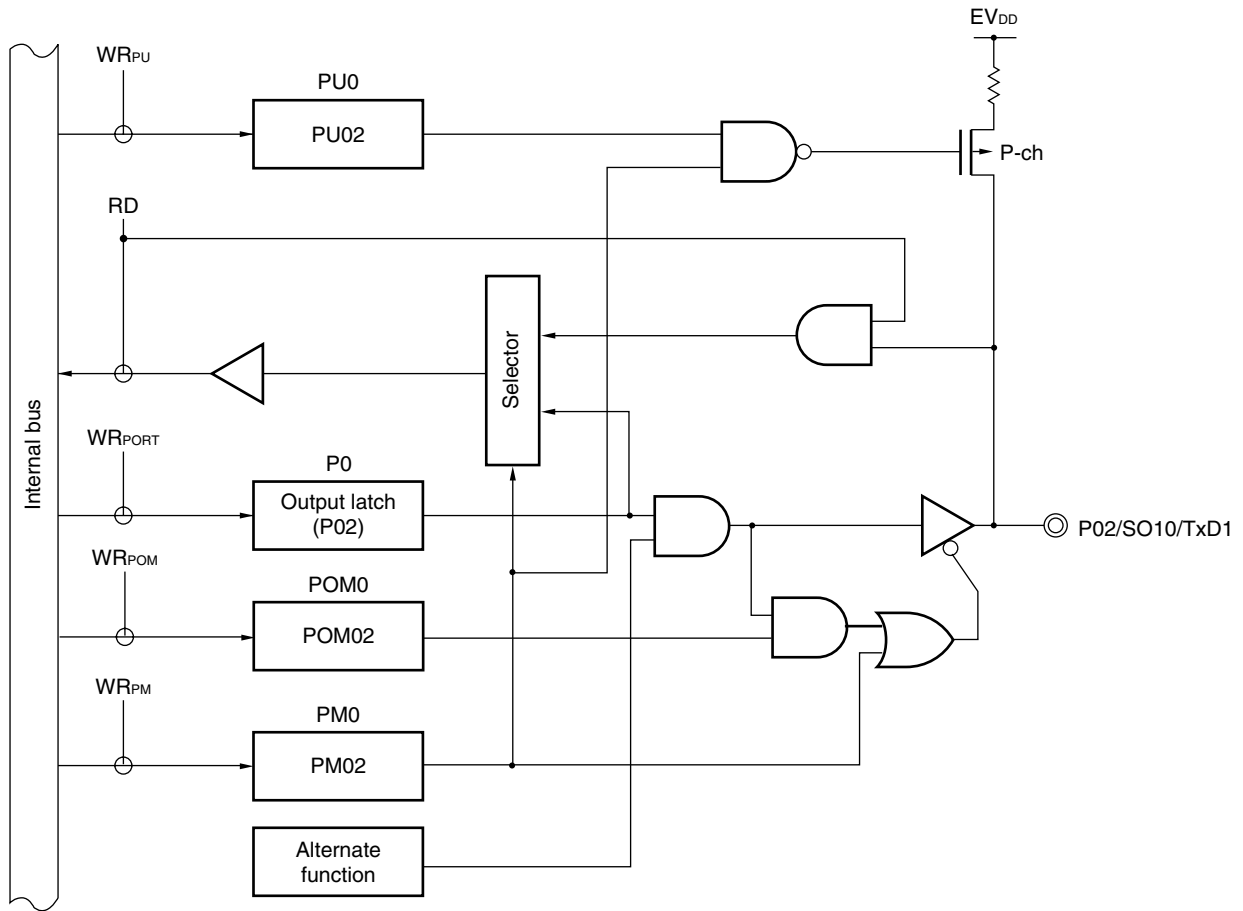 EVDD
WRPU
PU0
PU02
P-ch
RD
Selector
Internal bus
WRPORT
P0
Output latch
(P02)
P02/SO10/TxD1
WRPOM
POM0
POM02
WRPM
PM0
PM02
Alternate
function